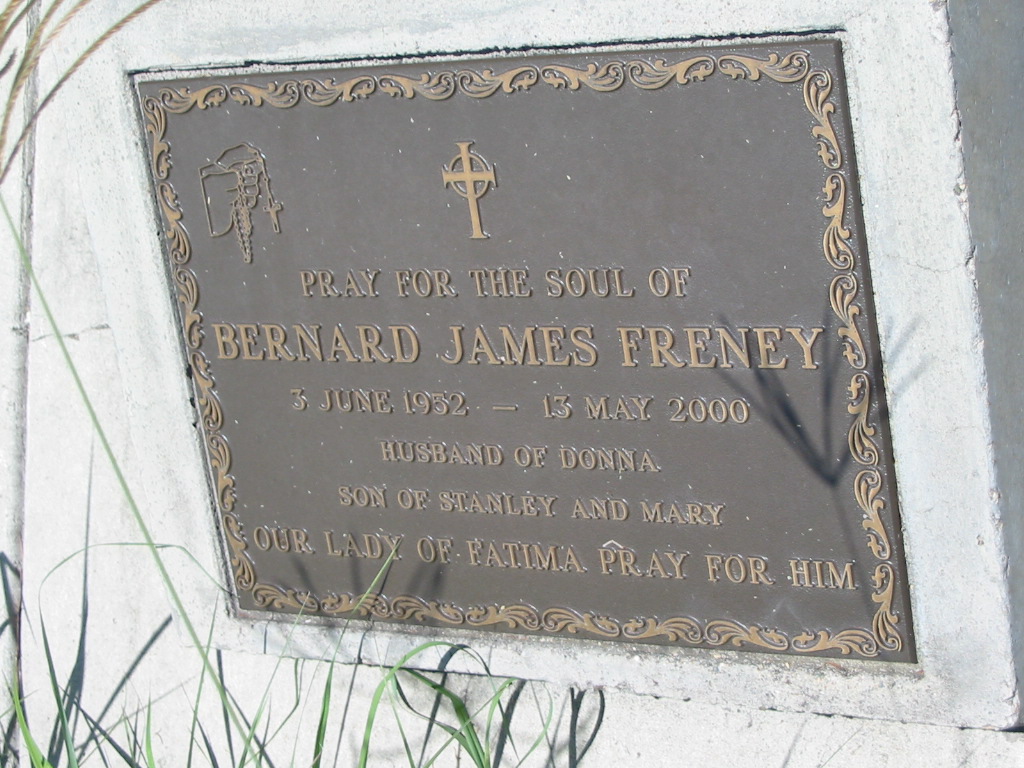 PRAY FOR THE SOUL OF
BERNARD JAMES FRENEY
3 JUNE 1952 – 13 MAY 2000
HUSBAND OF DONNA
SON OF STANLEY AND MARY
OUR LADY OF FATIMA PRAY FOR HIM